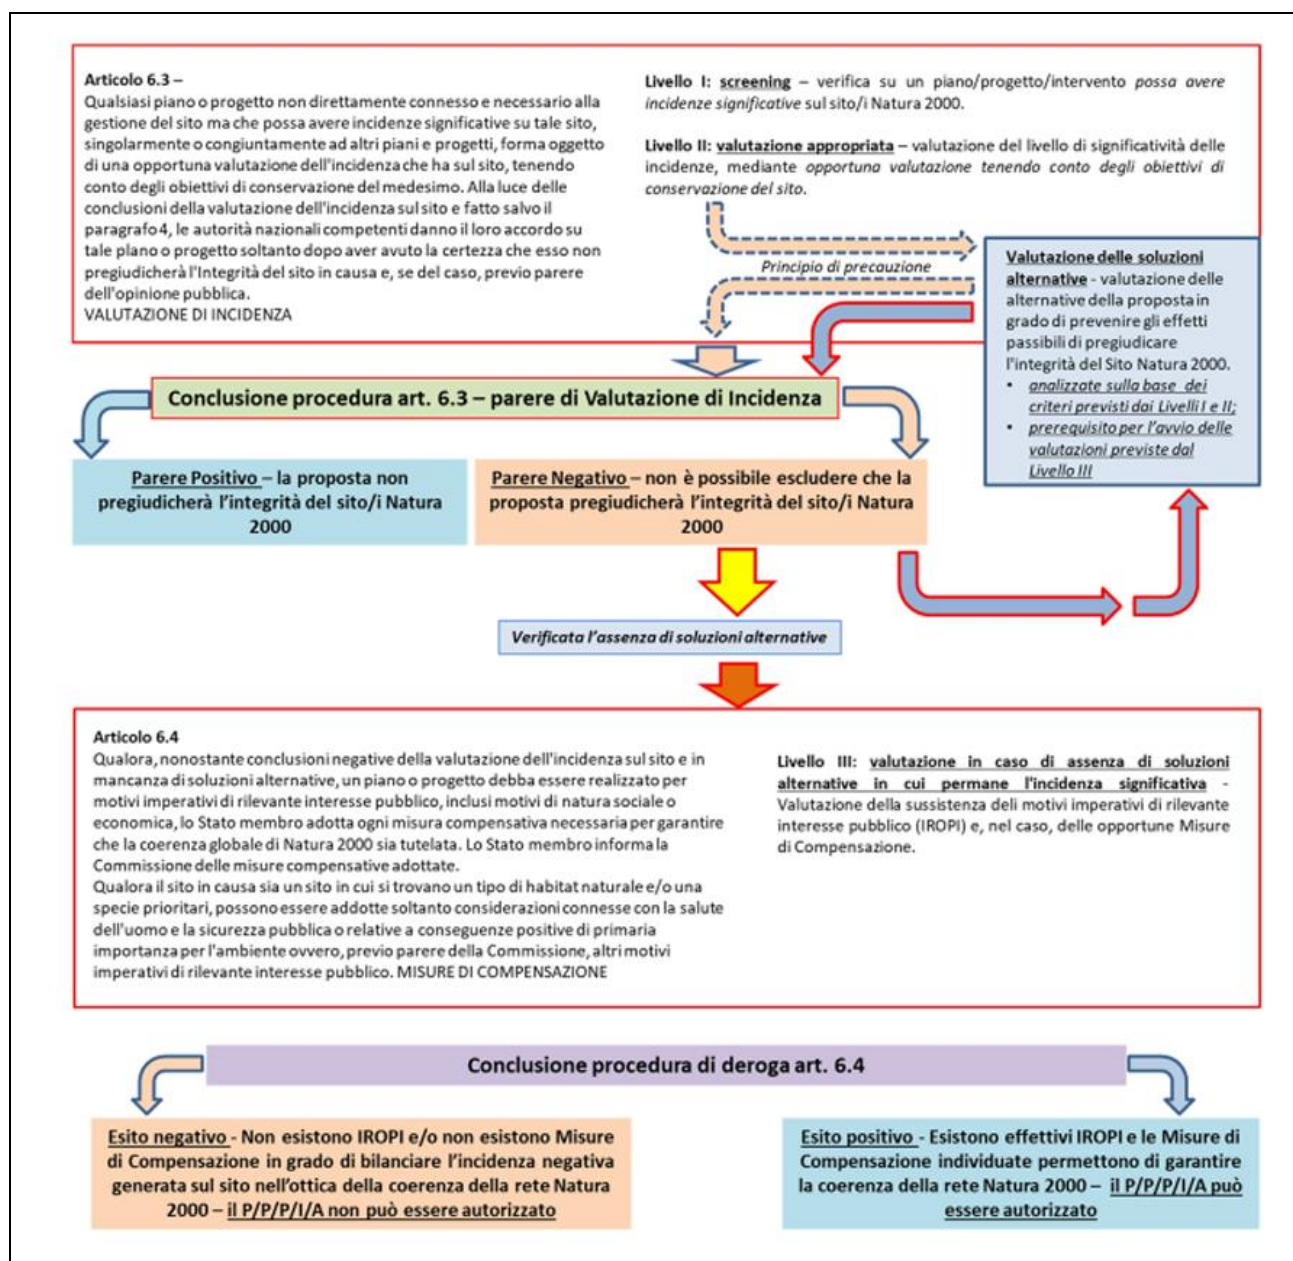 Articolo 6.3 –
Qualsiasi piano o progetto non direttamente connesso e necessario alla
gestione del sito ma che possa avere incidenze significative su tale sito,
singolarmente o congiuntamente ad altri piani e progetti, forma oggetto
di una opportuna valutazione dell'incidenza che ha sul sito, tenendo
conto degli obiettivi di conservazione del medesimo. Alla luce delle
conclusioni della valutazione dell'incidenza sul sito e fatto salvo il
paragrafo 4, le autorità nazionali competenti danno il loro accordo su
tale piano o progetto soltanto dopo aver avuto la certezza che esso non
pregiudicherà l'Integrità del sito in causa e, se del caso, previo parere
dell'opinione pubblica.
VALUTAZIONE DI INCIDENZA
Livello I: screening – verifica su un piano/progetto/intervento possa avere
incidenze significative sul sito/i Natura 2000.
Livello II: valutazione appropriata – valutazione del livello di significatività delle
incidenze, mediante opportuna valutazione tenendo conto degli obiettivi di
conservazione del sito.
Principio di precauzione
Valutazione delle soluzioni
alternative - valutazione delle
alternative della proposta in
grado di prevenire gli effetti
passibili di pregiudicare
l'integrità del Sito Natura 2000.
• analizzate sulla base dei
criteri previsti dai Livelli I e II;
• prerequisito per l'avvio delle
valutazioni previste dal
Livello III
Conclusione procedura art. 6.3 – parere di Valutazione di Incidenza
Parere Positivo – la proposta non
pregiudicherà l'integrità del sito/i Natura
2000
Parere Negativo – non è possibile escludere che la
proposta pregiudicherà l'integrità del sito/i Natura
2000
Verificata l'assenza di soluzioni alternative
Articolo 6.4
Qualora, nonostante conclusioni negative della valutazione dell'incidenza sul sito e in
mancanza di soluzioni alternative, un piano o progetto debba essere realizzato per
motivi imperativi di rilevante interesse pubblico, inclusi motivi di natura sociale o
economica, lo Stato membro adotta ogni misura compensativa necessaria per garantire
che la coerenza globale di Natura 2000 sia tutelata. Lo Stato membro informa la
Commissione delle misure compensative adottate.
Qualora il sito in causa sia un sito in cui si trovano un tipo di habitat naturale e/o una
specie prioritari, possono essere addotte soltanto considerazioni connesse con la salute
dell'uomo e la sicurezza pubblica o relative a conseguenze positive di primaria
importanza per l'ambiente ovvero, previo parere della Commissione, altri motivi
imperativi di rilevante interesse pubblico. MISURE DI COMPENSAZIONE
Livello III: valutazione in caso di assenza di soluzioni
alternative in cui permane l'incidenza significativa -
Valutazione della sussistenza deli motivi imperativi di rilevante
interesse pubblico (IROPI) e, nel caso, delle opportune Misure
di Compensazione.
Conclusione procedura di deroga art. 6.4
Esito negativo - Non esistono IROPI e/o non esistono Misure
di Compensazione in grado di bilanciare l'incidenza negativa
generata sul sito nell'ottica della coerenza della rete Natura
2000 – il P/P/P/I/A non può essere autorizzato
Esito positivo - Esistono effettivi IROPI e le Misure di
Compensazione individuate permettono di garantire
la coerenza della rete Natura 2000 – il P/P/P/I/A può
essere autorizzato